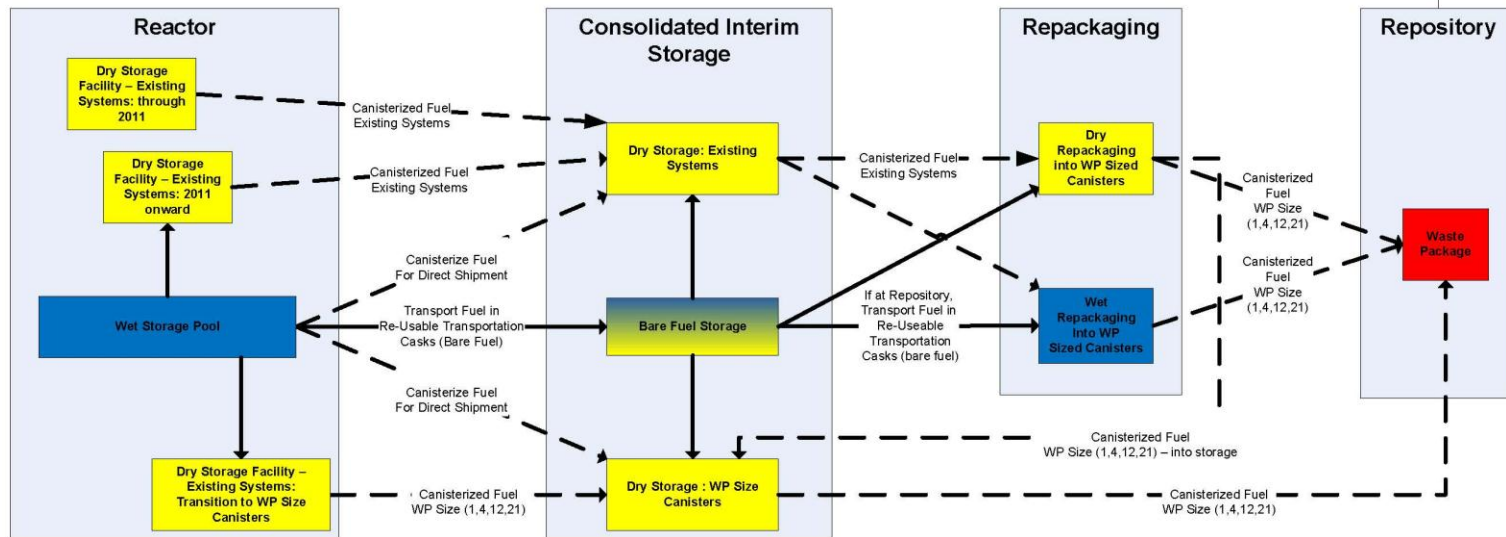 Reactor
Consolidated Interim
Storage
Repackaging
Repository
Dry Storage
Facility – Existing
Systems: through
2011
Canisterized Fuel
Existing Systems
Dry Storage
Facility – Existing
Systems: 2011
onward
Canisterized Fuel
Existing Systems
Dry Storage: Existing
Systems
Canisterized Fuel
Existing Systems
Dry
Repackaging
into WP Sized
Canisters
Canisterized
Fuel
WP Size
(1,4,12,21)
Waste
Package
Canisterize Fuel
For Direct Shipment
Canisterized
Fuel
WP Size
(1,4,12,21)
Wet Storage Pool
Transport Fuel in
Re-Usable Transportation
Casks (Bare Fuel)
Bare Fuel Storage
If at Repository,
Transport Fuel in
Re-Useable
Transportation
Casks (bare fuel)
Wet
Repackaging
Into WP
Sized Canisters
Canisterize Fuel
For Direct Shipment
Canisterized Fuel
WP Size (1,4,12,21) – into storage
Dry Storage Facility –
Existing Systems:
Transition to WP Size
Canisters
Canisterized Fuel
WP Size (1,4,12,21)
Dry Storage : WP Size
Canisters
Canisterized Fuel
WP Size (1,4,12,21)